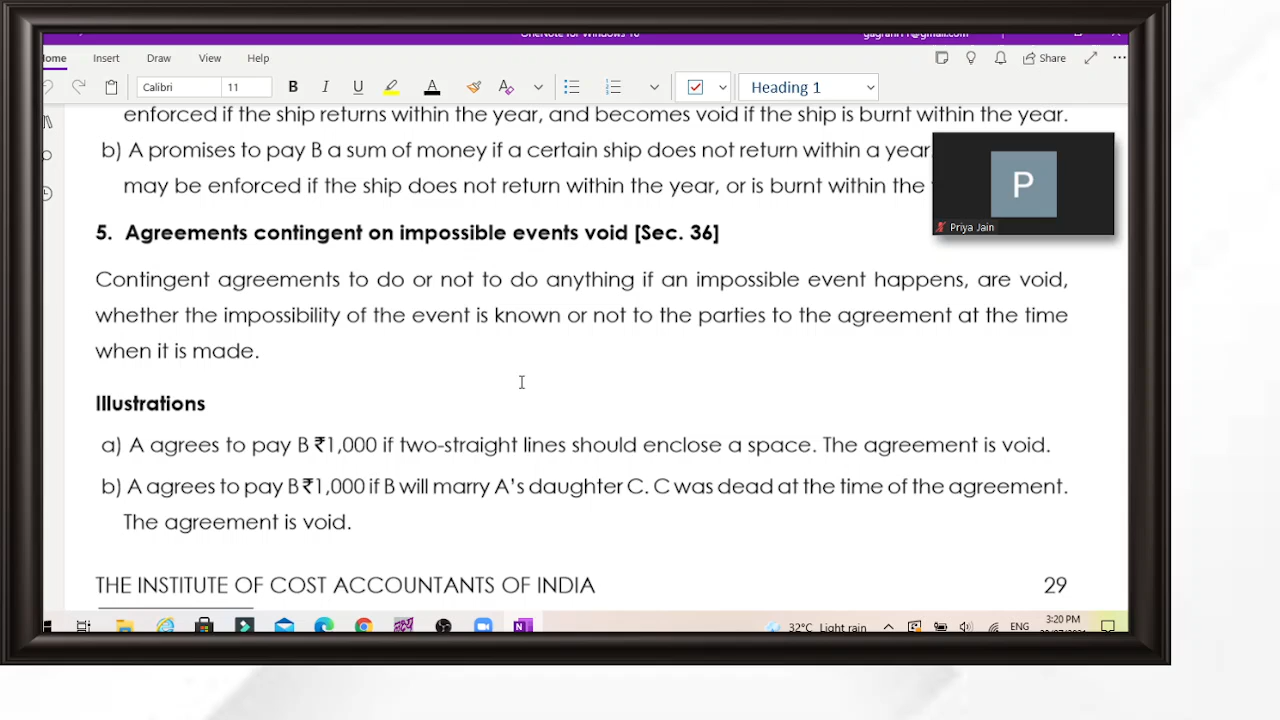 OneNote for Windows 10
Home Insert Draw View Help Share
Calibri 11 B I U A A Heading 1
enforced if the ship returns within the year, and becomes void if the ship is burnt within the year.
b) A promises to pay B a sum of money if a certain ship does not return within a year
may be enforced if the ship does not return within the year, or is burnt within the
P
Priya Jain
5. Agreements contingent on impossible events void [Sec. 36]
Contingent agreements to do or not to do anything if an impossible event happens, are void,
whether the impossibility of the event is known or not to the parties to the agreement at the time
when it is made.
Illustrations
a) A agrees to pay B ₹1,000 if two-straight lines should enclose a space. The agreement is void.
b) A agrees to pay B ₹1,000 if B will marry A's daughter C. C was dead at the time of the agreement.
The agreement is void.
THE INSTITUTE OF COST ACCOUNTANTS OF INDIA 29
32°C Light rain ENG 3:20 PM